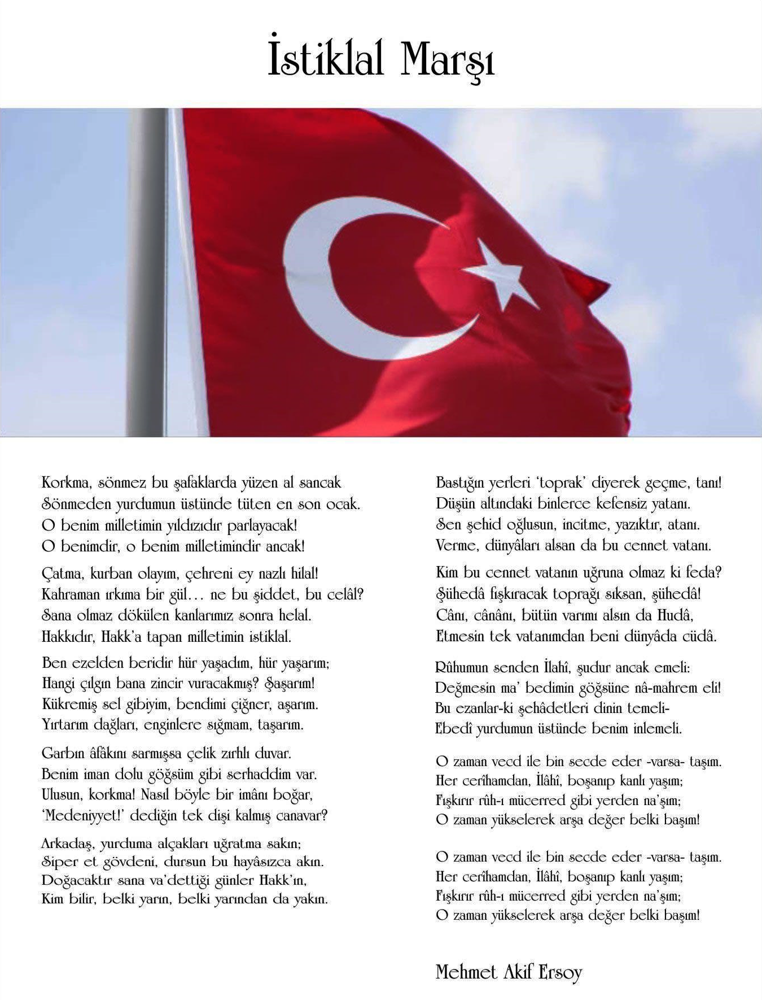 İstiklal Marşı
Korkma, sönmez bu şafaklarda yüzen al sancak
Sönmeden yurdumun üstünde tüten en son ocak.
O benim milletimin yıldızıdır parlayacak!
O benimdir, o benim milletimindir ancak!
Çatma, kurban olayım, çehreni ey nazlı hilal!
Kahraman ırkıma bir gül... ne bu şiddet, bu celâl?
Sana olmaz dökülen kanlarımız sonra helal.
Hakkıdır, Hakk'a tapan milletimin istiklal.
Ben ezelden beridir hür yaşadım, hür yaşarım;
Hangi çılgın bana zincir vuracakmış? Şaşarım!
Kükremiş sel gibiyim, bendimi çiğner, aşarım.
Yırtarım dağları, enginlere sığmam, taşarım.
Garbın âfâkını sarmışsa çelik zırhlı duvar.
Benim iman dolu göğsüm gibi serhaddim var.
Ulusun, korkma! Nasıl böyle bir imânı boğar,
'Medeniyyet!' dediğin tek dişi kalmış canavar?
Arkadaş, yurduma alçakları uğratma sakın;
Siper et gövdeni, dursun bu hayâsızca akın.
Doğacaktır sana va'dettiği günler Hakk'ın,
Kim bilir, belki yarın, belki yarından da yakın.
Bastığın yerleri 'toprak' diyerek geçme, tanı!
Düşün altındaki binlerce kefensiz yatanı.
Sen şehid oğlusun, incitme, yazıktır, atanı.
Verme, dünyâları alsan da bu cennet vatanı.
Kim bu cennet vatanın uğruna olmaz ki feda?
Şühedâ fışkıracak toprağı sıksan, şühedâ!
Cânı, cânânı, bütün varımı alsın da Hudâ,
Etmesin tek vatanımdan beni dünyâda cüdâ.
Rûhumun senden İlahî, şudur ancak emeli:
Değmesin ma' bedimin göğsüne nâ-mahrem eli!
Bu ezanlar-ki şehâdetleri dinin temeli-
Ebedî yurdumun üstünde benim inlemeli.
O zaman vecd ile bin secde eder -varsa- taşım.
Her cerîhamdan, İlâhî, boşanıp kanlı yaşım;
Fışkırır rûh-ı mücerred gibi yerden na'şım;
O zaman yükselerek arşa değer belki başım!
O zaman vecd ile bin secde eder -varsa- taşım.
Her cerîhamdan, İlâhî, boşanıp kanlı yaşım;
Fışkırır rûh-ı mücerred gibi yerden na'şım;
O zaman yükselerek arşa değer belki başım!
Mehmet Akif Ersoy